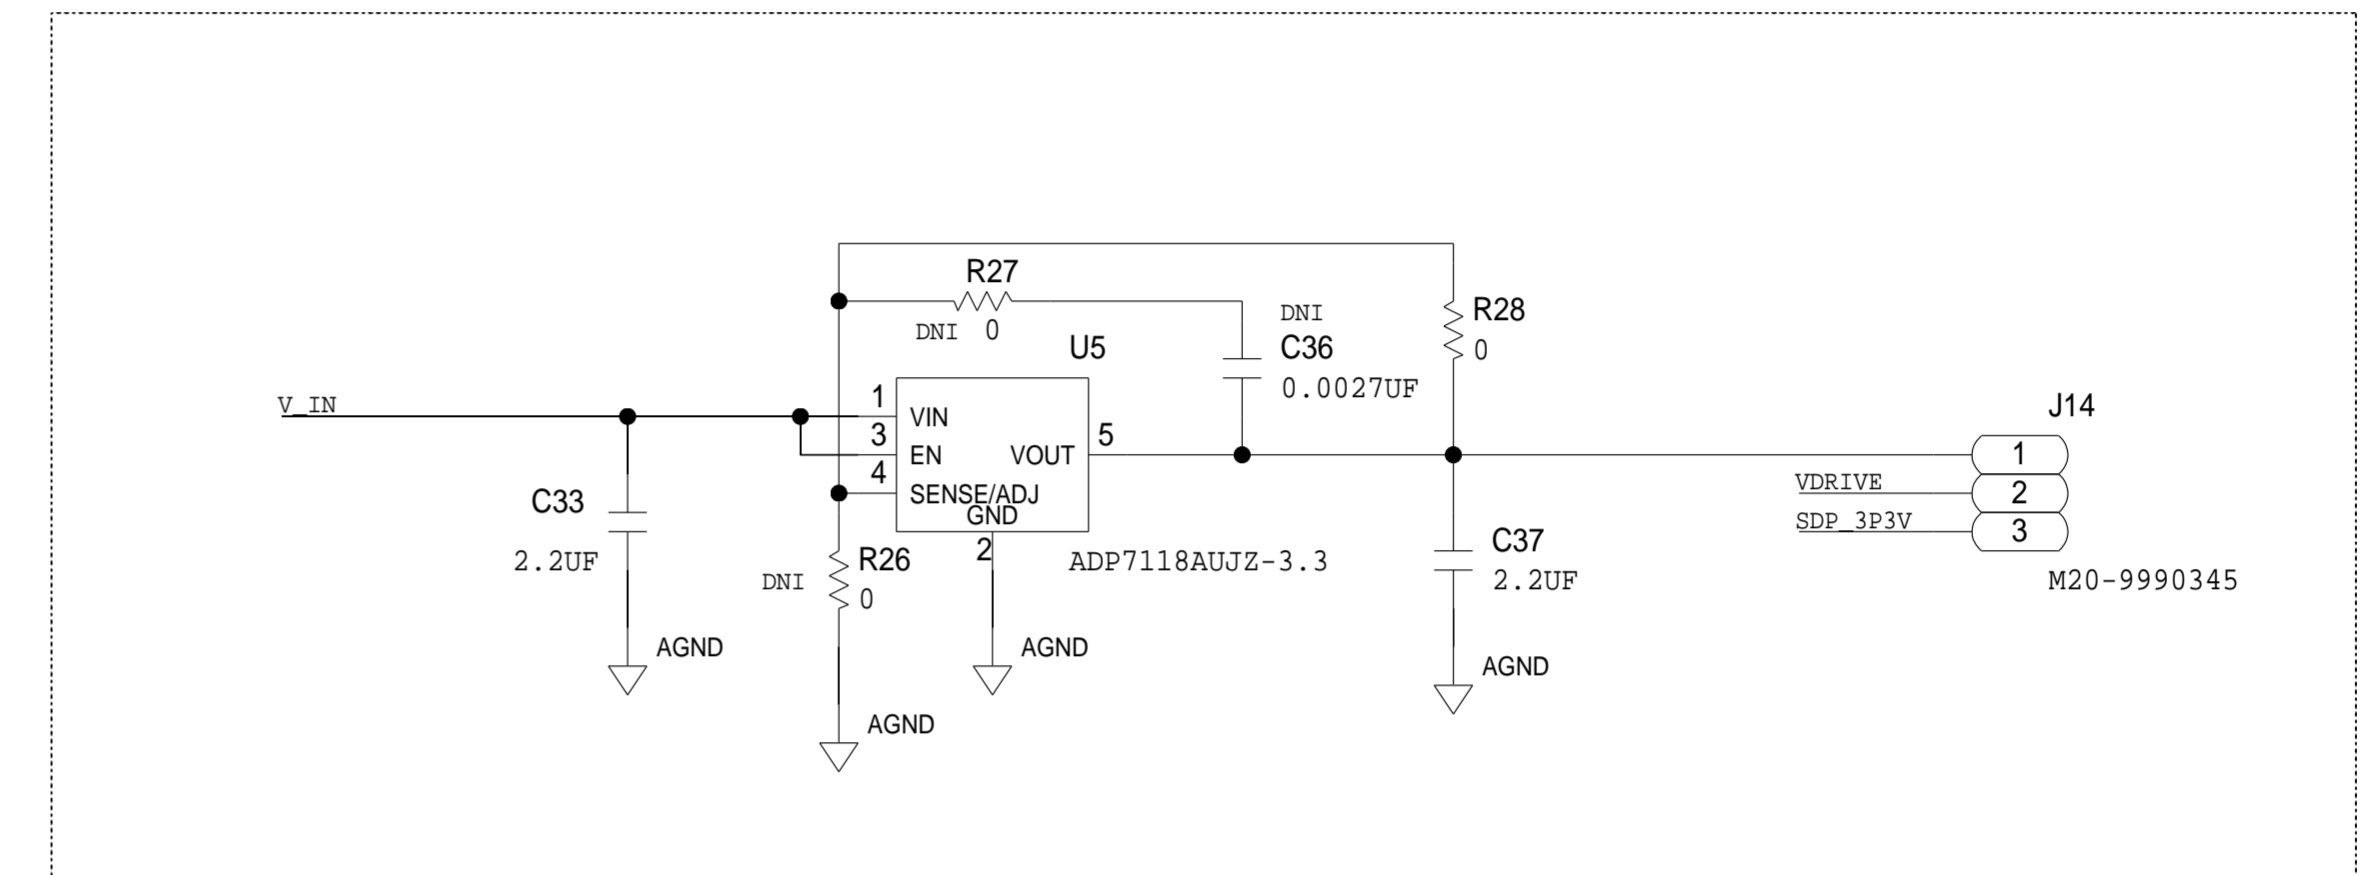 R27
DNI 0
DNI
C36
0.0027UF
R28
0
U5
V_IN
1
VIN
3
EN
4
SENSE/ADJ
GND
VOUT
5
2
ADP7118AUJZ-3.3
C33
2.2UF
AGND
DNI
R26
0
AGND
AGND
C37
2.2UF
AGND
J14
1
VDRIVE
2
SDP_3P3V
3
M20-9990345